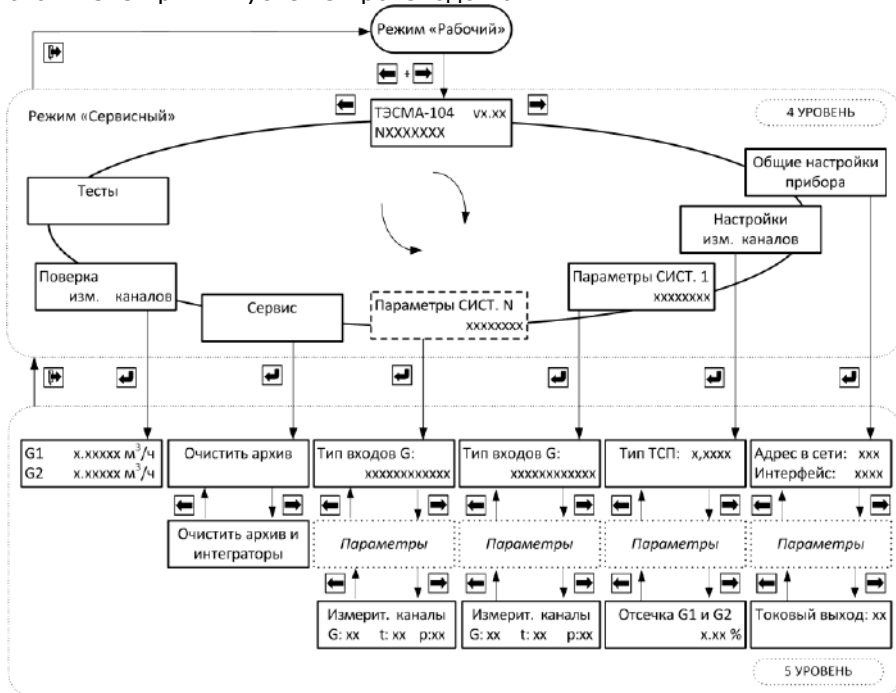 Режим «Рабочий»
+
Режим «Сервисный»
ТЭСМА-104 vx.xx
NXXXXXXX
4 УРОВЕНЬ
Общие настройки
прибора
Тесты
Настройки
изм. каналов
Поверка
изм. каналов
Параметры СИСТ. 1
xxxxxxxx
Сервис
Параметры СИСТ. N
xxxxxxxx
G1 x.xxxxx м³/ч
G2 x.xxxxx м³/ч
Очистить архив
Тип входов G:
xxxxxxxxxxxx
Тип входов G:
xxxxxxxxxxxx
Тип ТСП: x,xxxx
Адрес в сети: xxx
Интерфейс: xxxx
Очистить архив и
интеграторы
Параметры
Параметры
Параметры
Параметры
Измерит. каналы
G: xx t: xx p:xx
Измерит. каналы
G: xx t: xx p:xx
Отсечка G1 и G2
x.xx %
Токовый выход: xx
5 УРОВЕНЬ